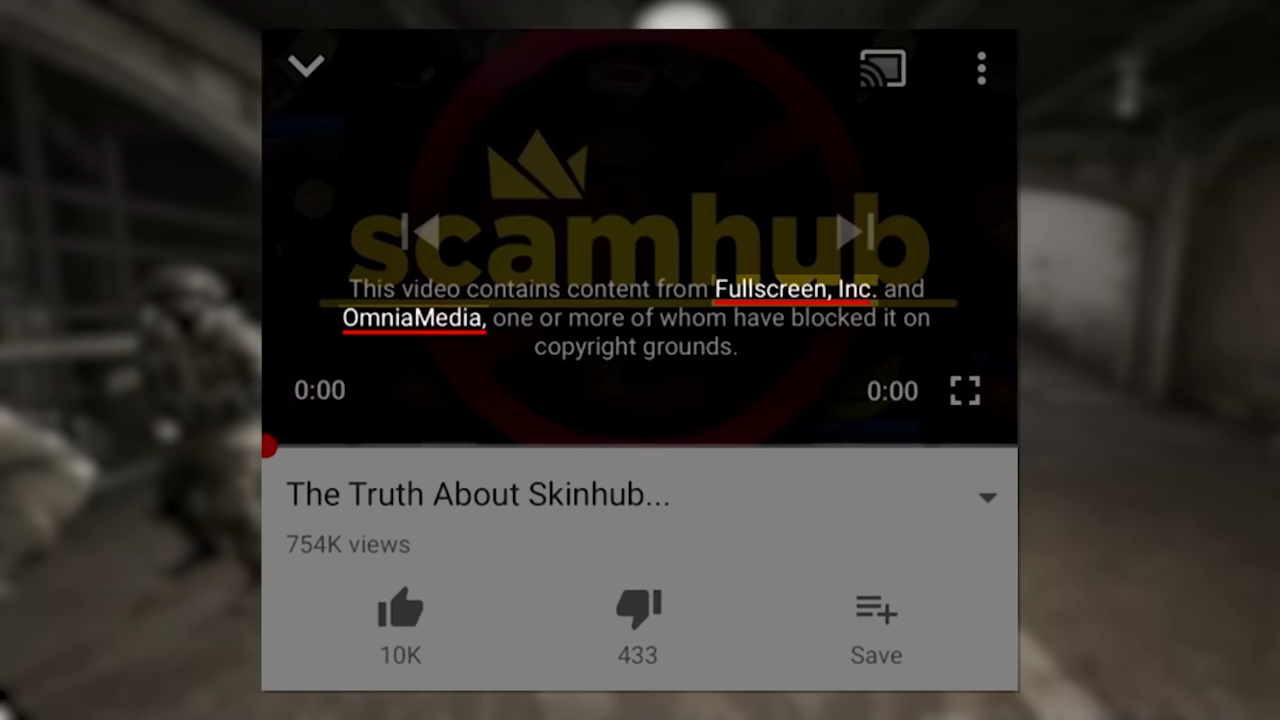 scamhub
This video contains content from Fullscreen, Inc. and
OmniaMedia, one or more of whom have blocked it on
copyright grounds.
0:00 0:00
The Truth About Skinhub...
754K views
10K 433 Save